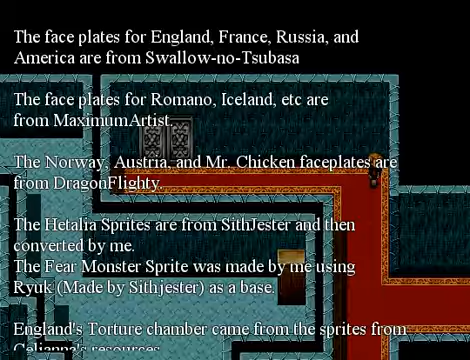 The face plates for England, France, Russia, and
America are from Swallow-no-Tsubasa
The face plates for Romano, Iceland, etc are
from MaximumArtist.
The Norway, Austria, and Mr. Chicken faceplates are
from DragonFlighty.
The Hetalia Sprites are from SithJester and then
converted by me.
The Fear Monster Sprite was made by me using
Ryuk (Made by Sithjester) as a base.
England's Torture chamber came from the sprites from
Celianna's resources